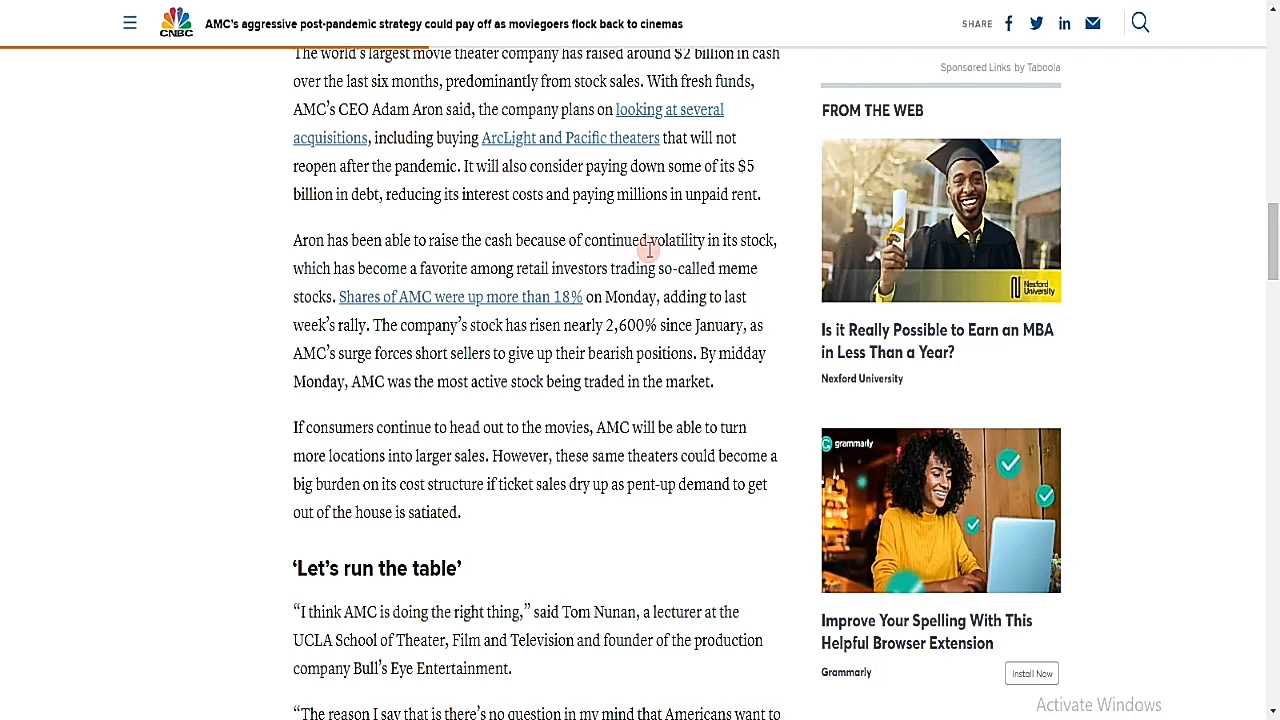 AMC's aggressive post-pandemic strategy could pay off as moviegoers flock back to cinemas
SHARE
CNBC
The world's largest movie theater company has raised around $2 billion in cash
over the last six months, predominantly from stock sales. With fresh funds,
AMC's CEO Adam Aron said, the company plans on looking at several
acquisitions, including buying ArcLight and Pacific theaters that will not
reopen after the pandemic. It will also consider paying down some of its $5
billion in debt, reducing its interest costs and paying millions in unpaid rent.
Aron has been able to raise the cash because of continued volatility in its stock,
which has become a favorite among retail investors trading so-called meme
stocks. Shares of AMC were up more than 18% on Monday, adding to last
week's rally. The company's stock has risen nearly 2,600% since January, as
AMC's surge forces short sellers to give up their bearish positions. By midday
Monday, AMC was the most active stock being traded in the market.
If consumers continue to head out to the movies, AMC will be able to turn
more locations into larger sales. However, these same theaters could become a
big burden on its cost structure if ticket sales dry up as pent-up demand to get
out of the house is satiated.
‘Let's run the table’
“I think AMC is doing the right thing,” said Tom Nunan, a lecturer at the
UCLA School of Theater, Film and Television and founder of the production
company Bull's Eye Entertainment.
“The reason I say that is there's no question in my mind that Americans want to
Sponsored Links by Taboola
FROM THE WEB
Nexford
University
Is it Really Possible to Earn an MBA
in Less Than a Year?
Nexford University
grammarly
Improve Your Spelling With This
Helpful Browser Extension
Grammarly
Install Now
Activate Windows